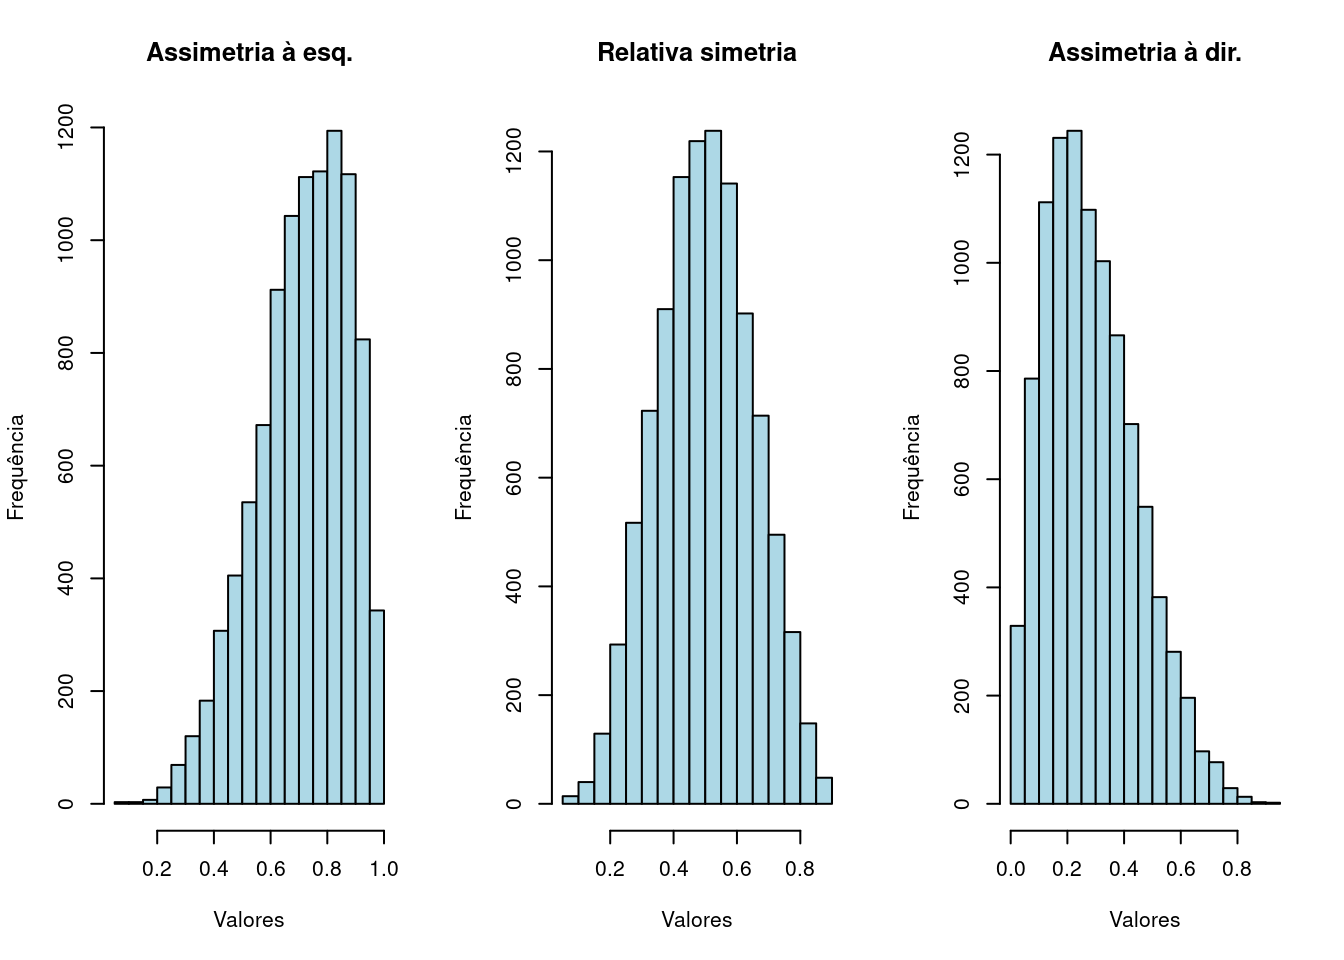 Assimetria à esq.
Frequência
0
200
400
600
800
1000
1200
0.2 0.4 0.6 0.8 1.0
Valores
Relativa simetria
Frequência
0
200
400
600
800
1000
1200
0.2 0.4 0.6 0.8
Valores
Assimetria à dir.
Frequência
0
200
400
600
800
1000
1200
0.0 0.2 0.4 0.6 0.8
Valores